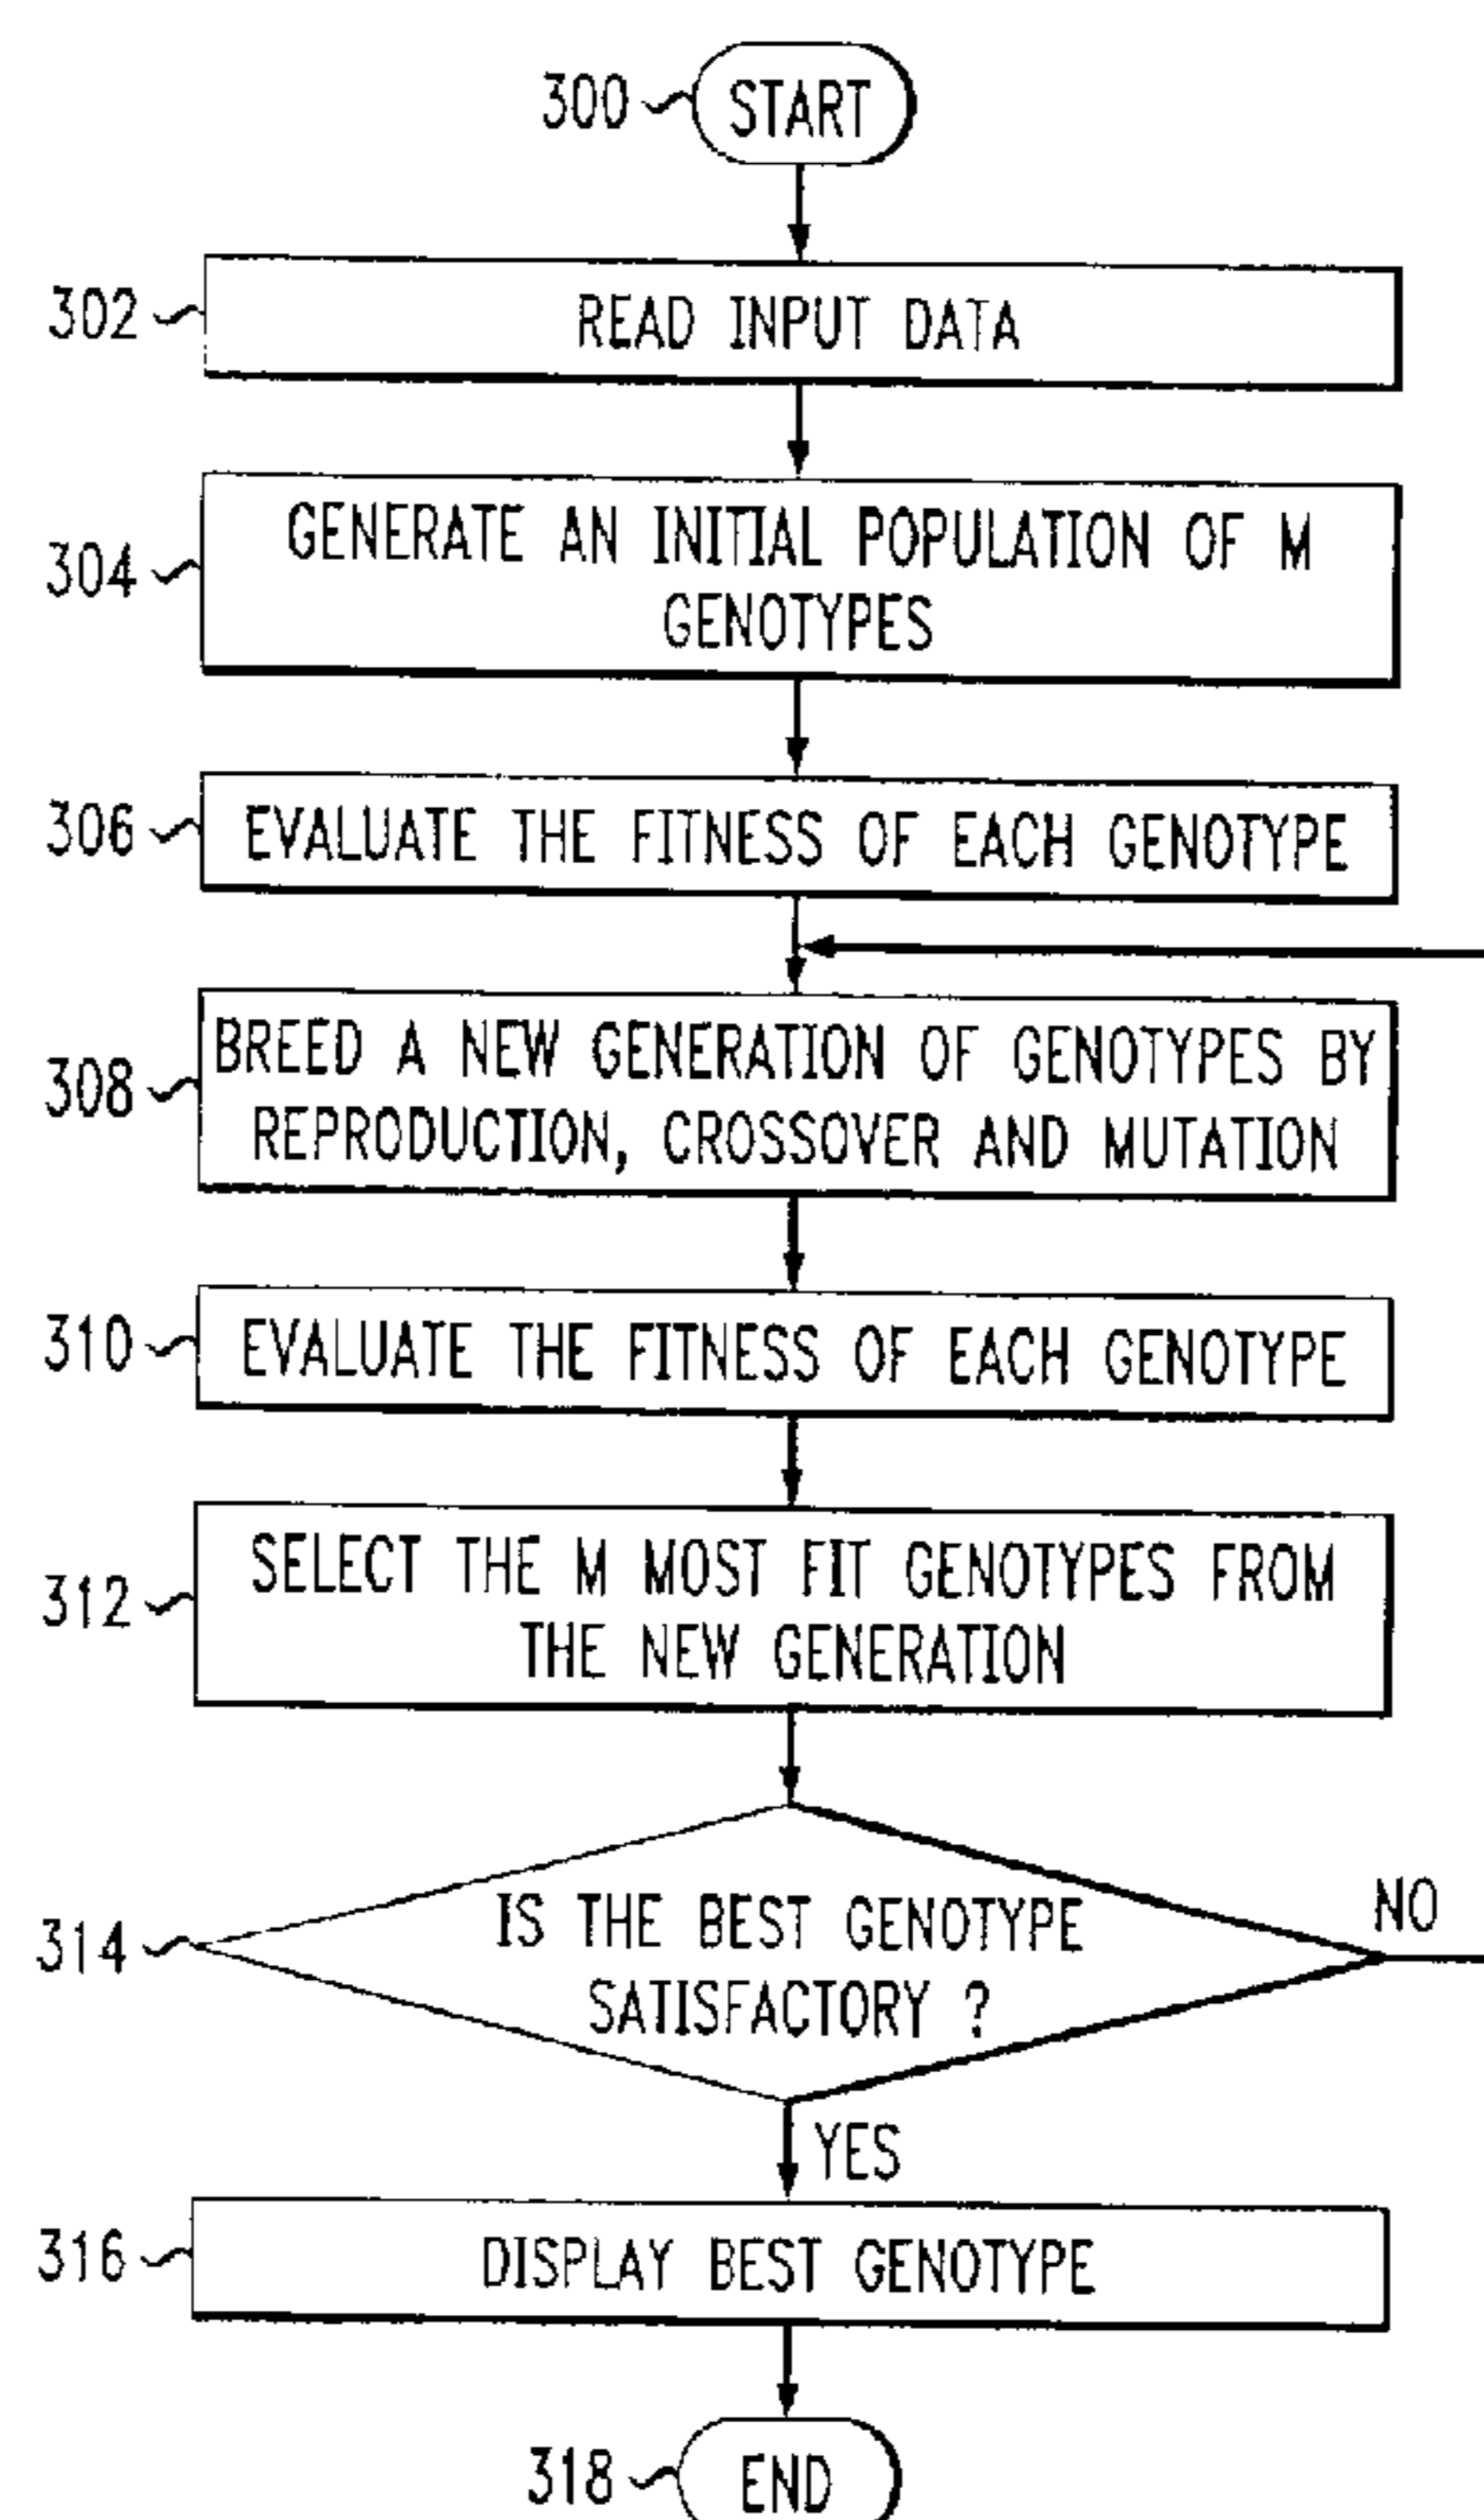 300 START
302 READ INPUT DATA
GENERATE AN INITIAL POPULATION OF M
304
GENOTYPES
306 EVALUATE THE FITNESS OF EACH GENOTYPE
BREED A NEW GENERATION OF GENOTYPES BY
308
REPRODUCTION, CROSSOVER AND MUTATION
310 EVALUATE THE FITNESS OF EACH GENOTYPE
SELECT THE M MOST FIT GENOTYPES FROM
312
THE NEW GENERATION
NO
IS THE BEST GENOTYPE
314
SATISFACTORY ?
YES
316 DISPLAY BEST GENOTYPE
318 END